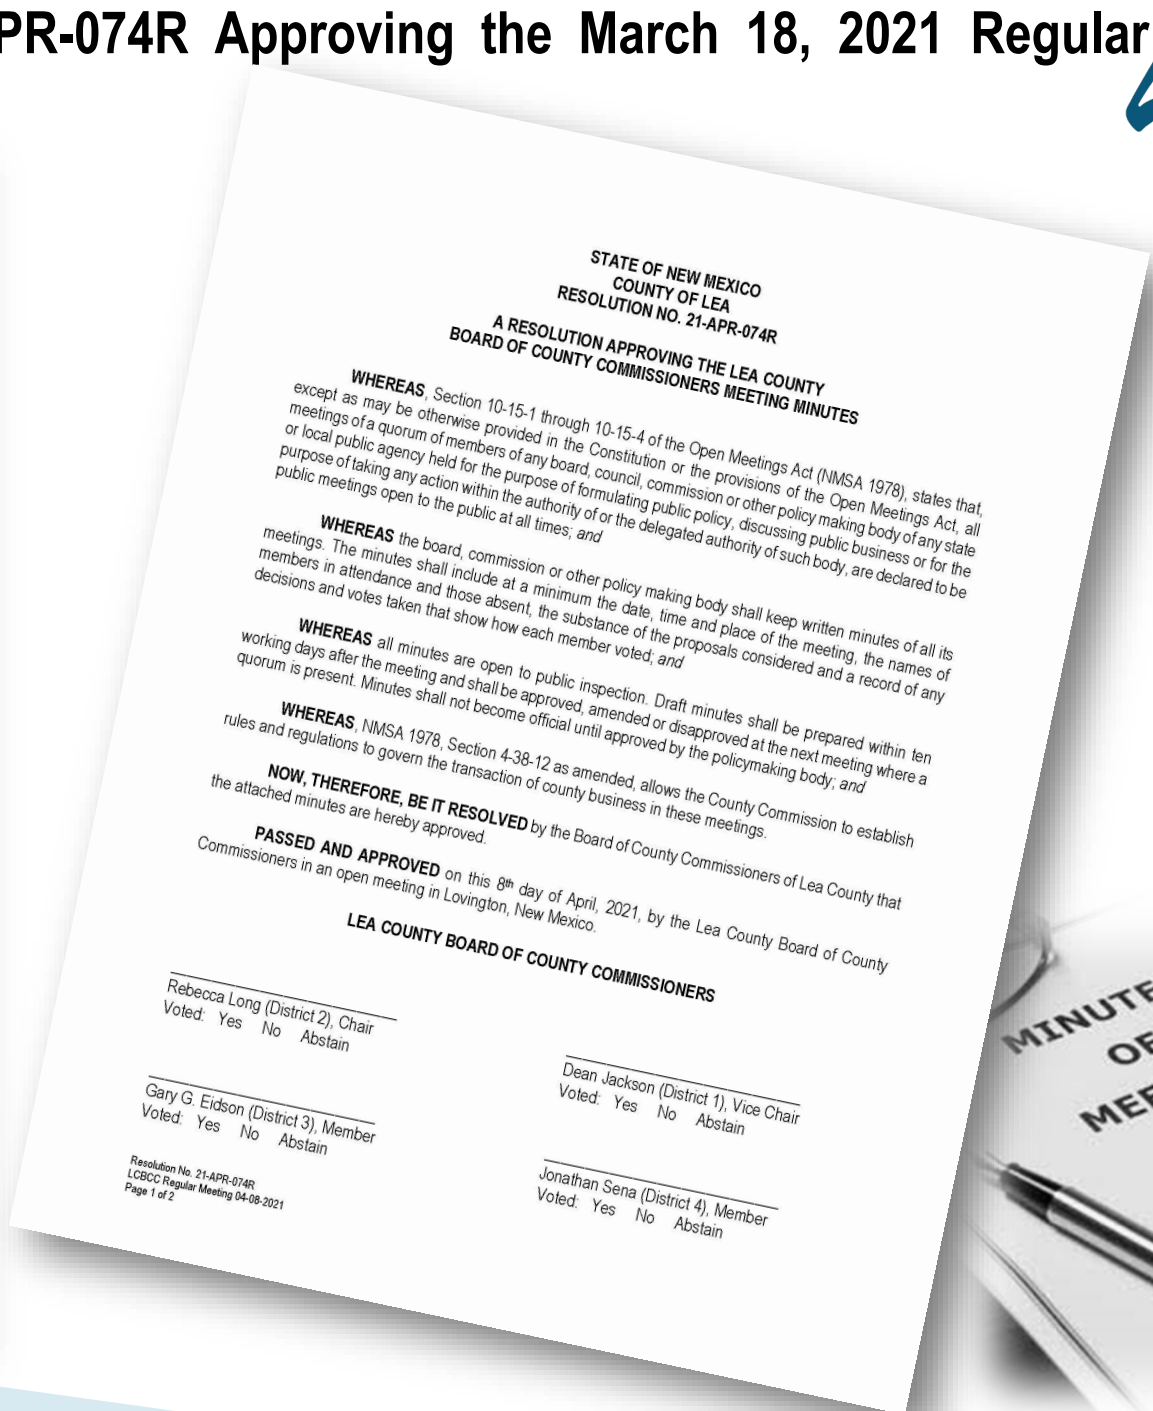 PR-074R Approving the March 18, 2021 Regular
STATE OF NEW MEXICO
COUNTY OF LEA
RESOLUTION NO. 21-APR-074R
A RESOLUTION APPROVING THE LEA COUNTY
BOARD OF COUNTY COMMISSIONERS MEETING MINUTES
WHEREAS, Section 10-15-1 through 10-15-4 of the Open Meetings Act (NMSA 1978), states that,
except as may be otherwise provided in the Constitution or the provisions of the Open Meetings Act, all
meetings of a quorum of members of any board, council, commission or other policy making body of any state
or local public agency held for the purpose of formulating public policy, discussing public business or for the
purpose of taking any action within the authority of or the delegated authority of such body, are declared to be
public meetings open to the public at all times; and
WHEREAS the board, commission or other policy making body shall keep written minutes of all its
meetings. The minutes shall include at a minimum the date, time and place of the meeting, the names of
members in attendance and those absent, the substance of the proposals considered and a record of any
decisions and votes taken that show how each member voted; and
WHEREAS all minutes are open to public inspection. Draft minutes shall be prepared within ten
working days after the meeting and shall be approved, amended or disapproved at the next meeting where a
quorum is present. Minutes shall not become official until approved by the policymaking body; and
WHEREAS, NMSA 1978, Section 4-38-12 as amended, allows the County Commission to establish
rules and regulations to govern the transaction of county business in these meetings.
NOW, THEREFORE, BE IT RESOLVED by the Board of County Commissioners of Lea County that
the attached minutes are hereby approved.
PASSED AND APPROVED on this 8th day of April, 2021, by the Lea County Board of County
Commissioners in an open meeting in Lovington, New Mexico.
LEA COUNTY BOARD OF COUNTY COMMISSIONERS
Rebecca Long (District 2), Chair
Voted: Yes No Abstain
Dean Jackson (District 1), Vice Chair
Voted: Yes No Abstain
Gary G. Eidson (District 3), Member
Voted: Yes No Abstain
Jonathan Sena (District 4), Member
Voted: Yes No Abstain
Resolution No. 21-APR-074R
LCBCC Regular Meeting 04-08-2021
Page 1 of 2
MINUTE
OF
MEE